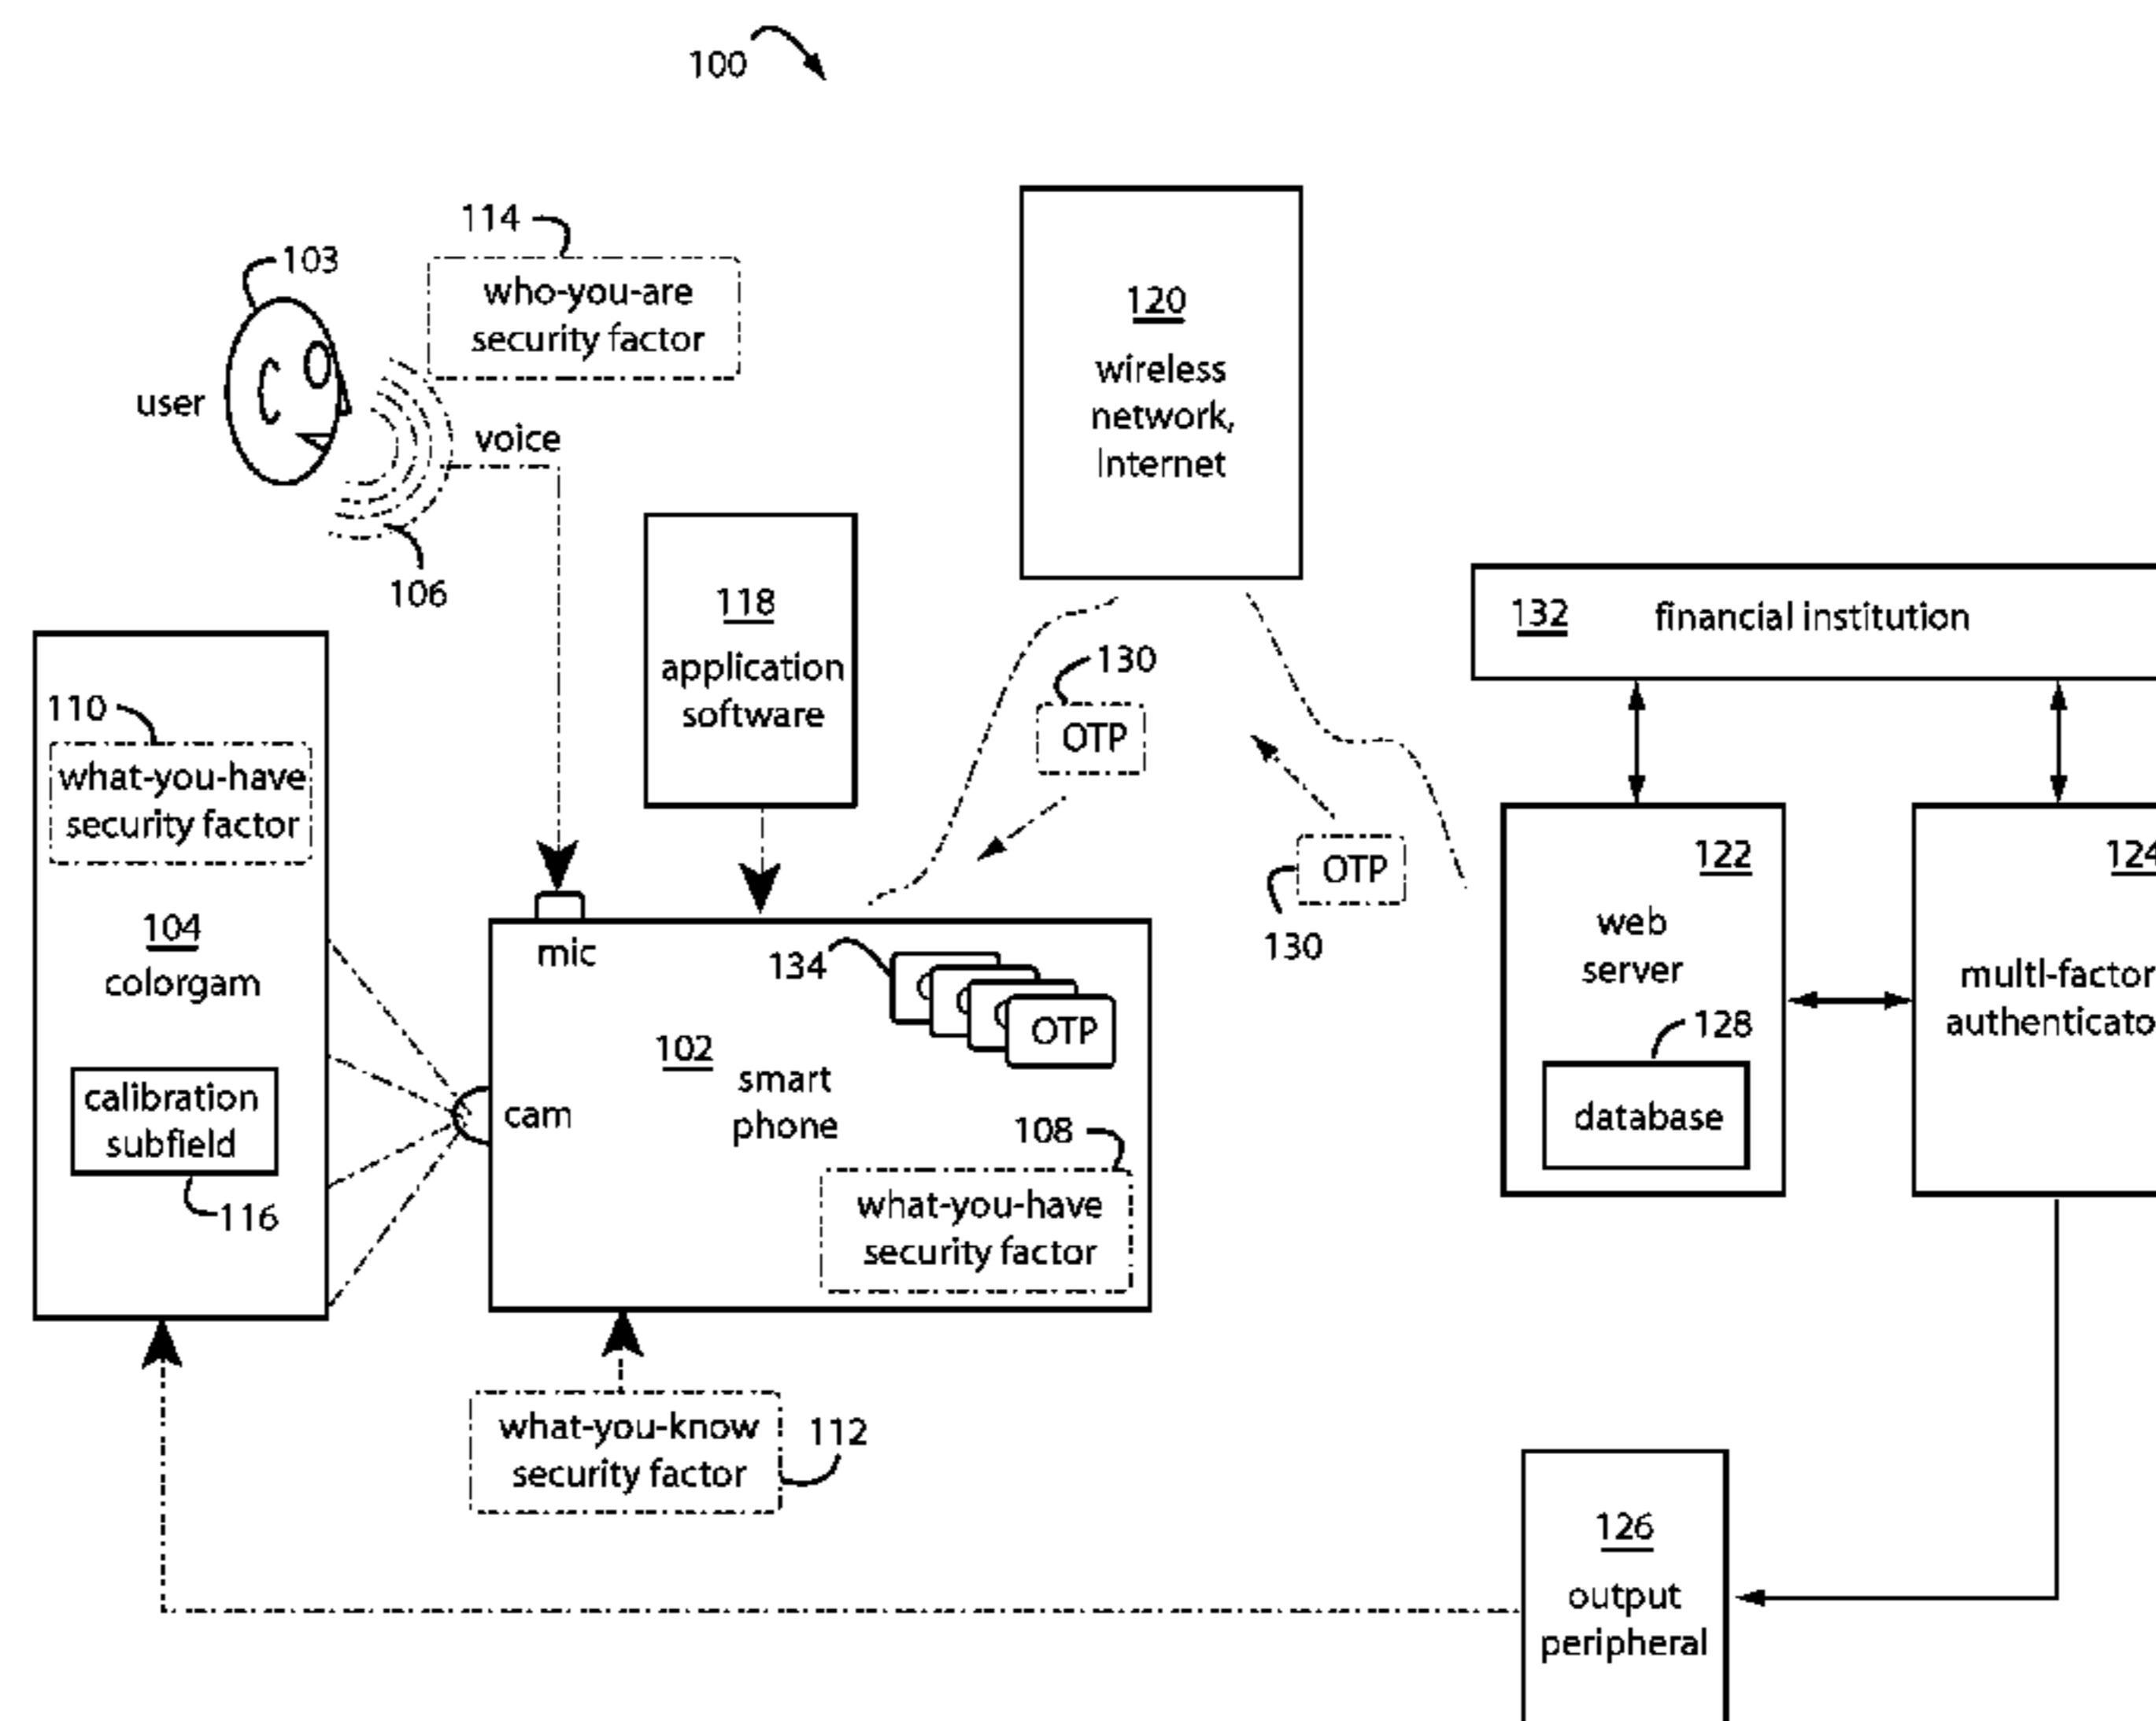 100
114
103
who-you-are
security factor
user
voice
106
120
wireless
network,
Internet
118
application
software
130
OTP
OTP
130
132 financial institution
110
what-you-have
security factor
104
colorgam
calibration
subfield
116
mic
134
OTP
102
smart
phone
cam
108
what-you-have
security factor
what-you-know
security factor
112
122
web
server
128
database
124
multI-factor
authenticato
126
output
peripheral